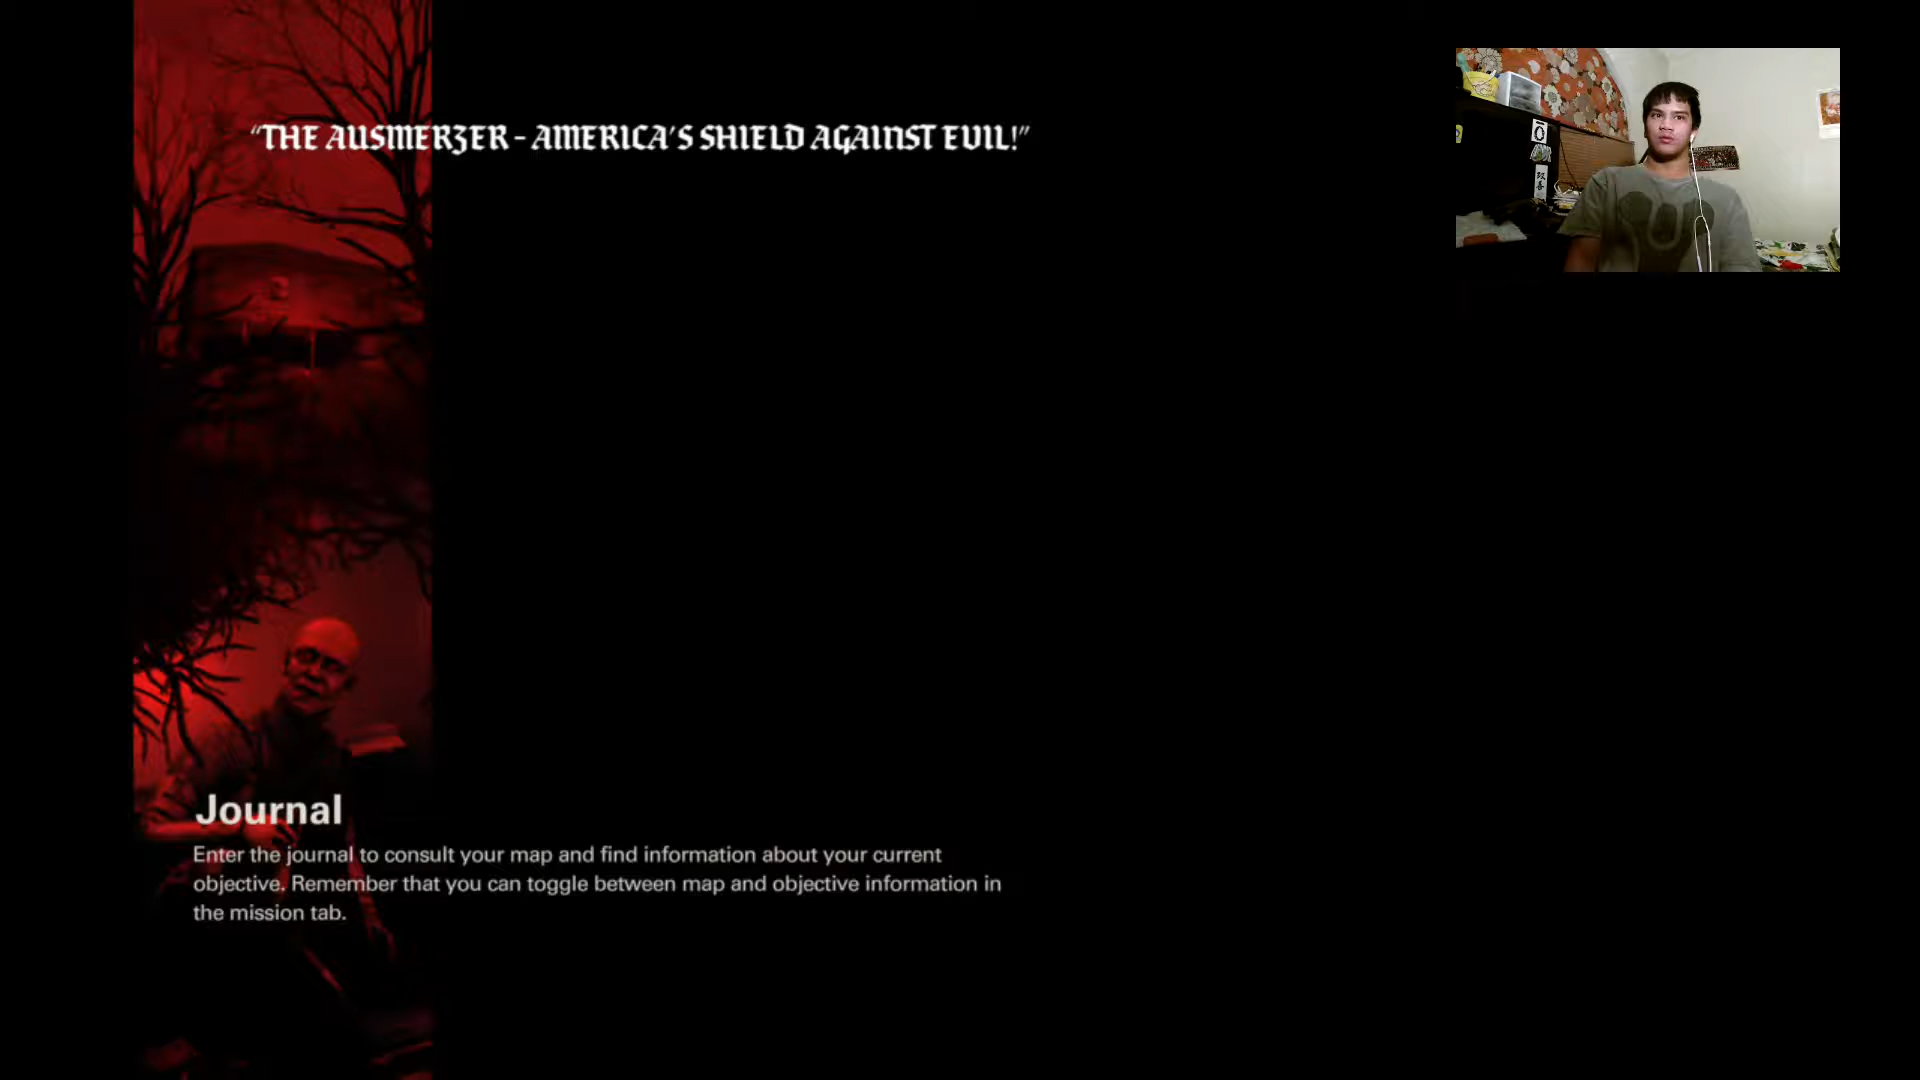 “THE AUSMERZER - AMERICA’S SHIELD AGAINST EVIL!”
Journal
Enter the journal to consult your map and find information about your current
objective. Remember that you can toggle between map and objective information in
the mission tab.